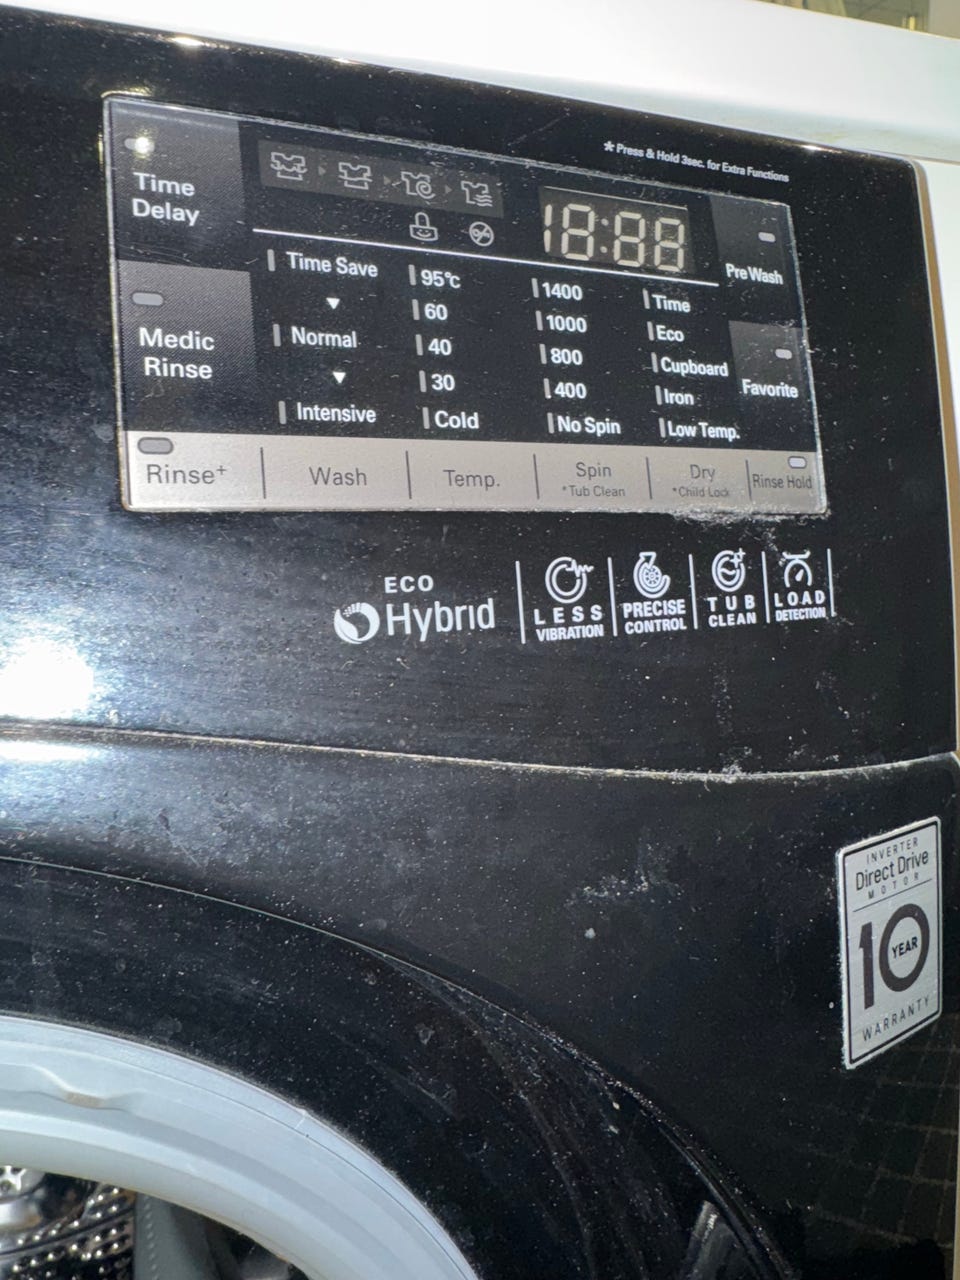 * Press & Hold 3sec. for Extra Functions
Time
Delay
18:88
Pre Wash
Medic
Rinse
Favorite
Time Save
Normal
Intensive
95°c
60
40
30
Cold
1400
1000
800
400
No Spin
Time
Eco
Cupboard
Iron
Low Temp.
Rinse+
Wash
Temp.
Spin
*Tub Clean
Dry
*Child Lock
Rinse Hold
ECO
Hybrid
LESS
VIBRATION
PRECISE
CONTROL
TUB
CLEAN
LOAD
DETECTION
INVERTER
Direct Drive
MOTOR
10
YEAR
WARRANTY